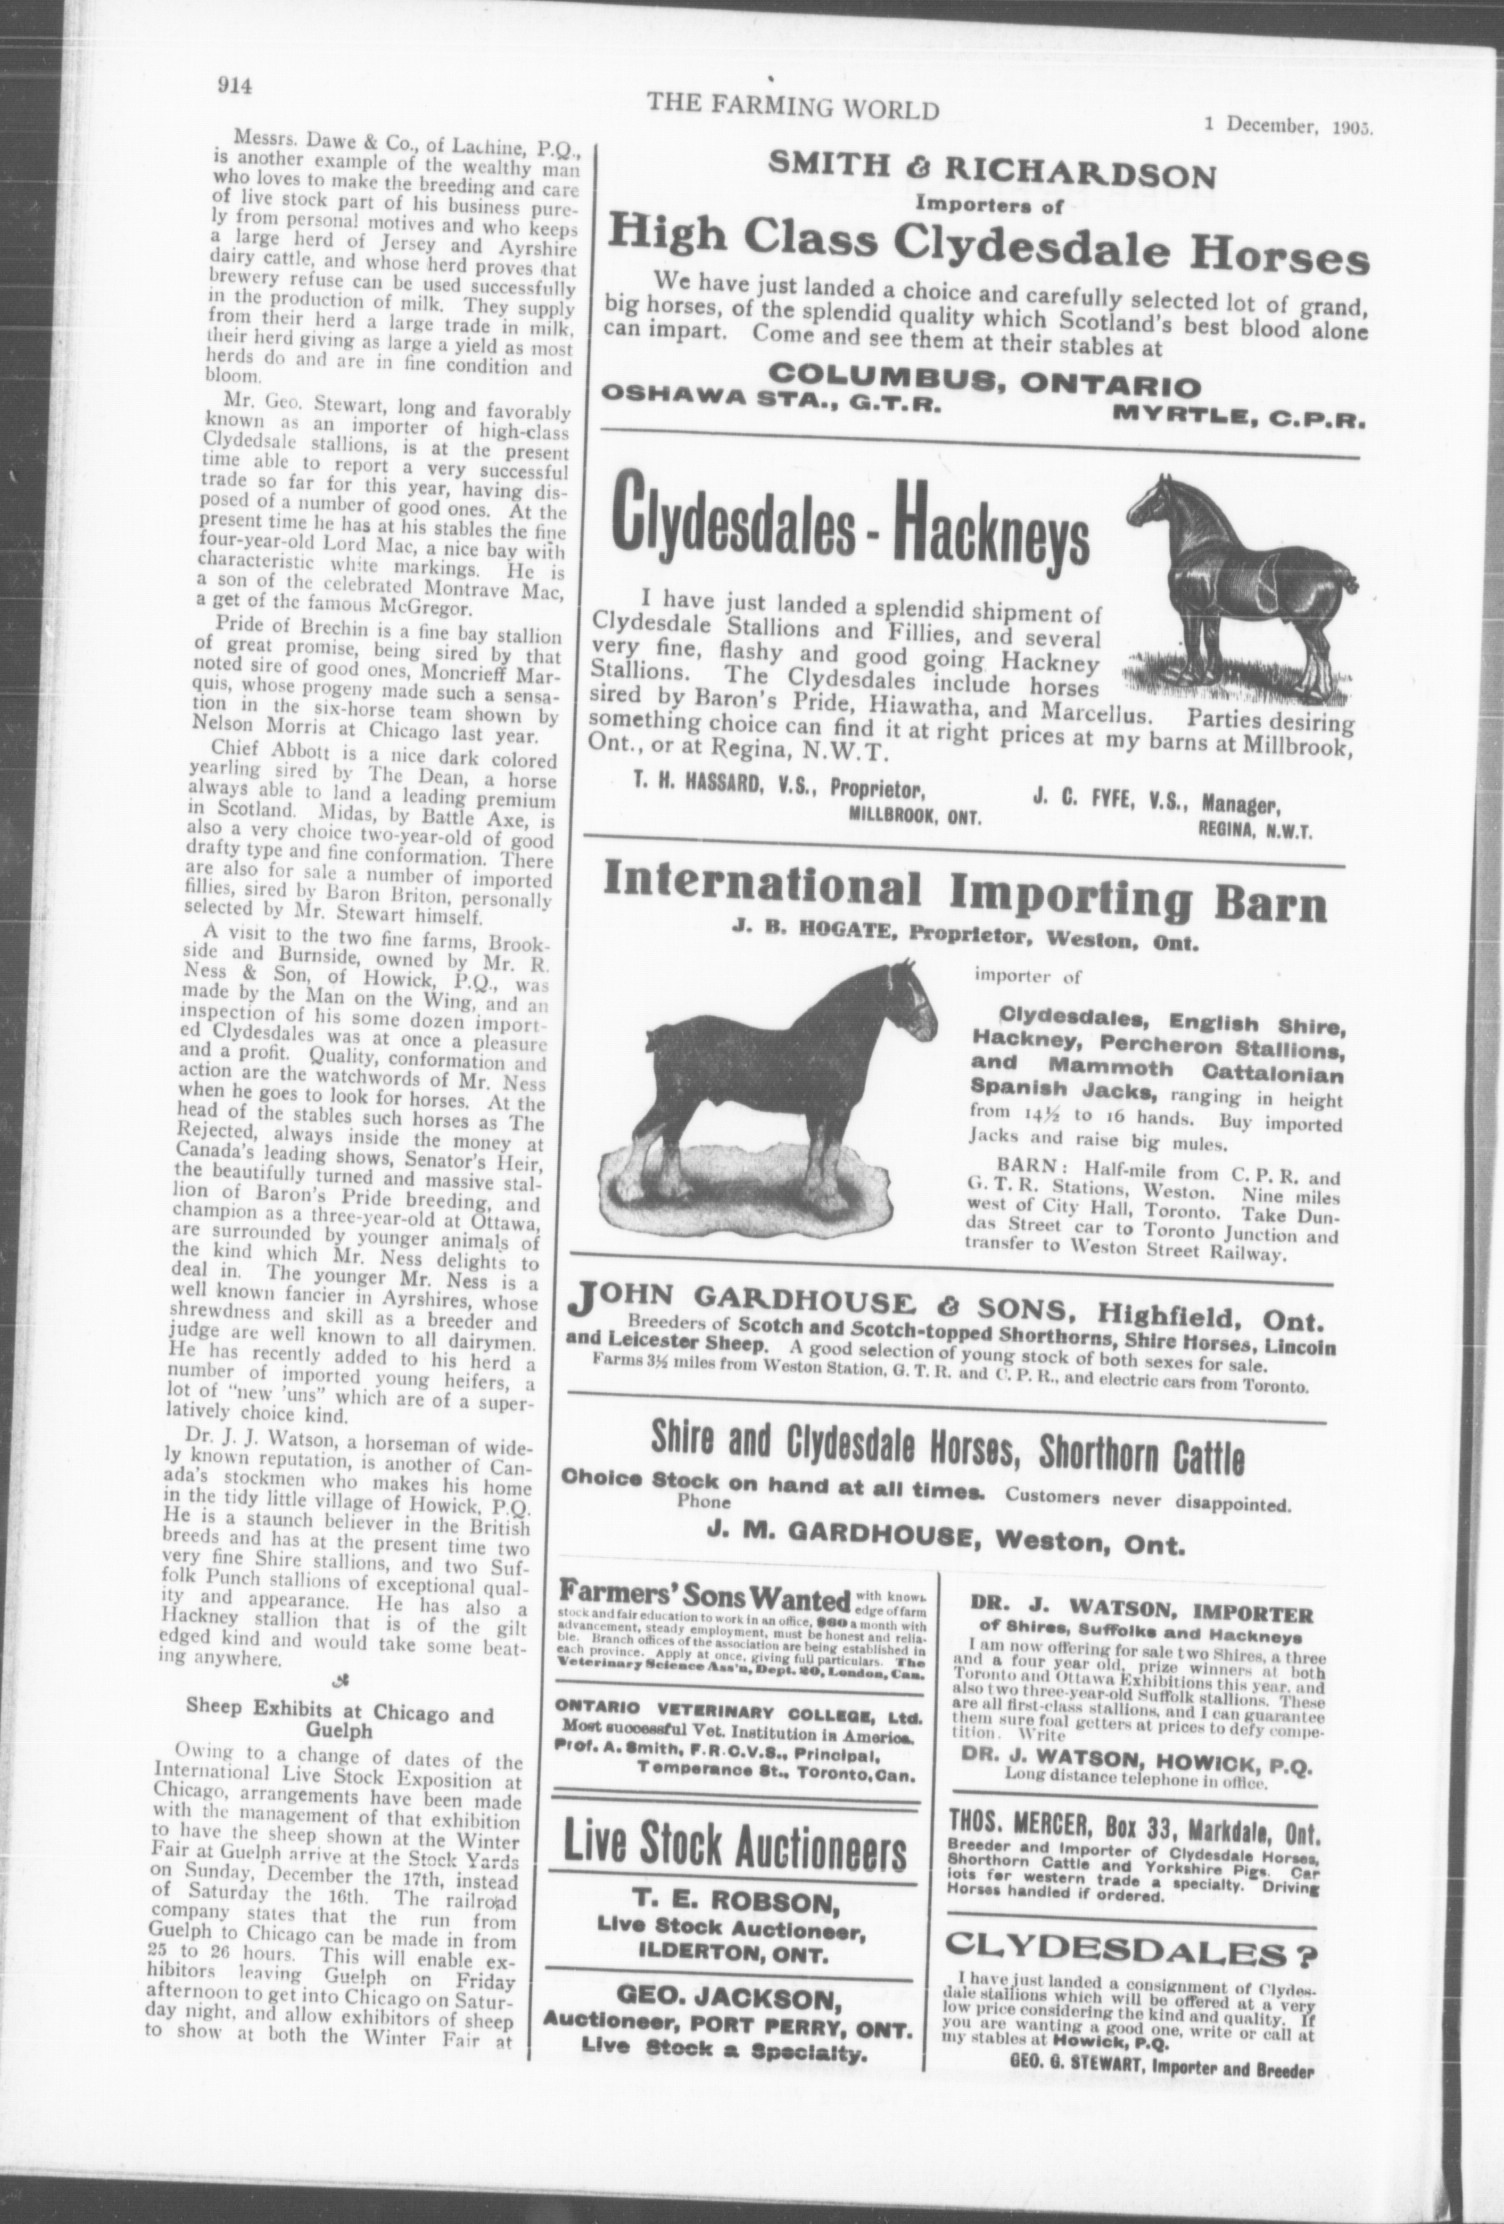 914
THE FARMING WORLD
1 December, 1905.
Messrs. Dawe & Co., of Lachine, P.Q.,
is another example of the wealthy man
who loves to make the breeding and care
of live stock part of his business pure-
ly from personal motives and who keeps
a large herd of Jersey and Ayrshire
dairy cattle, and whose herd proves that
brewery refuse can be used successfully
in the production of milk. They supply
from their herd a large trade in milk,
their herd giving as large a yield as most
herds do and are in fine condition and
bloom.
Mr. Geo. Stewart, long and favorably
known as an importer of high-class
Clydedsale stallions, is at the present
time able to report a very successful
trade so far for this year, having dis-
posed of a number of good ones. At the
present time he has at his stables the fine
four-year-old Lord Mac, a nice bay with
characteristic white markings. He is
a son of the celebrated Montrave Mac,
a get of the famous McGregor.
Pride of Brechin is a fine bay stallion
of great promise, being sired by that
noted sire of good ones, Moncrieff Mar-
quis, whose progeny made such a sensa-
tion in the six-horse team shown by
Nelson Morris at Chicago last year.
Chief Abbott is a nice dark colored
yearling sired by The Dean, a horse
always able to land a leading premium
in Scotland. Midas, by Battle Axe, is
also a very choice two-year-old of good
drafty type and fine conformation. There
are also for sale a number of imported
fillies, sired by Baron Briton, personally
selected by Mr. Stewart himself.
A visit to the two fine farms, Brook-
side and Burnside, owned by Mr. R.
Ness & Son, of Howick, P.Q., was
made by the Man on the Wing, and an
inspection of his some dozen import-
ed Clydesdales was at once a pleasure
and a profit. Quality, conformation and
action are the watchwords of Mr. Ness
when he goes to look for horses. At the
head of the stables such horses as The
Rejected, always inside the money at
Canada's leading shows, Senator's Heir,
the beautifully turned and massive stal-
lion of Baron's Pride breeding, and
champion as a three-year-old at Ottawa,
are surrounded by younger animals of
the kind which Mr. Ness delights to
deal in. The younger Mr. Ness is a
well known fancier in Ayrshires, whose
shrewdness and skill as a breeder and
judge are well known to all dairymen.
He has recently added to his herd a
number of imported young heifers, a
lot of "new 'uns" which are of a super-
latively choice kind.
Dr. J. J. Watson, a horseman of wide-
ly known reputation, is another of Can-
ada's stockmen who makes his home
in the tidy little village of Howick, P.Q.
He is a staunch believer in the British
breeds and has at the present time two
very fine Shire stallions, and two Suf-
folk Punch stallions of exceptional qual-
ity and appearance. He has also a
Hackney stallion that is of the gilt
edged kind and would take some beat-
ing anywhere.
Sheep Exhibits at Chicago and
Guelph
Owing to a change of dates of the
International Live Stock Exposition at
Chicago, arrangements have been made
with the management of that exhibition
to have the sheep shown at the Winter
Fair at Guelph arrive at the Stock Yards
on Sunday, December the 17th, instead
of Saturday the 16th. The railroad
company states that the run from
Guelph to Chicago can be made in from
25 to 26 hours. This will enable ex-
hibitors leaving Guelph on Friday
afternoon to get into Chicago on Satur-
day night, and allow exhibitors of sheep
to show at both the Winter Fair at
SMITH & RICHARDSON
Importers of
High Class Clydesdale Horses
We have just landed a choice and carefully selected lot of grand,
big horses, of the splendid quality which Scotland's best blood alone
can impart. Come and see them at their stables at
COLUMBUS, ONTARIO
OSHAWA STA., G.T.R. MYRTLE, C.P.R.
Clydesdales - Hackneys
I have just landed a splendid shipment of
Clydesdale Stallions and Fillies, and several
very fine, flashy and good going Hackney
Stallions. The Clydesdales include horses
sired by Baron's Pride, Hiawatha, and Marcellus. Parties desiring
something choice can find it at right prices at my barns at Millbrook,
Ont., or at Regina, N.W.T.
T. H. HASSARD, V.S., Proprietor,
MILLBROOK, ONT.
J. C. FYFE, V.S., Manager,
REGINA, N.W.T.
International Importing Barn
J. B. HOGATE, Proprietor, Weston, Ont.
importer of
Clydesdales, English Shire,
Hackney, Percheron Stallions,
and Mammoth Cattalonian
Spanish Jacks, ranging in height
from 14½ to 16 hands. Buy imported
Jacks and raise big mules.
BARN: Half-mile from C. P. R. and
G. T. R. Stations, Weston. Nine miles
west of City Hall, Toronto. Take Dun-
das Street car to Toronto Junction and
transfer to Weston Street Railway.
JOHN GARDHOUSE & SONS, Highfield, Ont.
Breeders of Scotch and Scotch-topped Shorthorns, Shire Horses, Lincoln
and Leicester Sheep. A good selection of young stock of both sexes for sale.
Farms 3½ miles from Weston Station, G. T. R. and C. P. R., and electric cars from Toronto.
Shire and Clydesdale Horses, Shorthorn Cattle
Choice Stock on hand at all times. Customers never disappointed.
Phone
J. M. GARDHOUSE, Weston, Ont.
Farmers' Sons Wanted with knowl-
edge of farm
stock and fair education to work in an office, $60 a month with
advancement, steady employment, must be honest and relia-
ble. Branch offices of the association are being established in
each province. Apply at once, giving full particulars. The
Veterinary Science Ass'n, Dept. 20, London, Can.
ONTARIO VETERINARY COLLEGE, Ltd.
Most successful Vet. Institution in America.
Prof. A. Smith, F.R.C.V.S., Principal,
Temperance St., Toronto, Can.
Live Stock Auctioneers
T. E. ROBSON,
Live Stock Auctioneer,
ILDERTON, ONT.
GEO. JACKSON,
Auctioneer, PORT PERRY, ONT.
Live Stock a Specialty.
DR. J. WATSON, IMPORTER
of Shires, Suffolks and Hackneys
I am now offering for sale two Shires, a three
and a four year old, prize winners at both
Toronto and Ottawa Exhibitions this year, and
also two three-year-old Suffolk stallions. These
are all first-class stallions, and I can guarantee
them sure foal getters at prices to defy compe-
tition. Write
DR. J. WATSON, HOWICK, P.Q.
Long distance telephone in office.
THOS. MERCER, Box 33, Markdale, Ont.
Breeder and Importer of Clydesdale Horses,
Shorthorn Cattle and Yorkshire Pigs. Car
lots for western trade a specialty. Driving
Horses handled if ordered.
CLYDESDALES?
I have just landed a consignment of Clydes-
dale stallions which will be offered at a very
low price considering the kind and quality. If
you are wanting a good one, write or call at
my stables at Howick, P.Q.
GEO. G. STEWART, Importer and Breeder